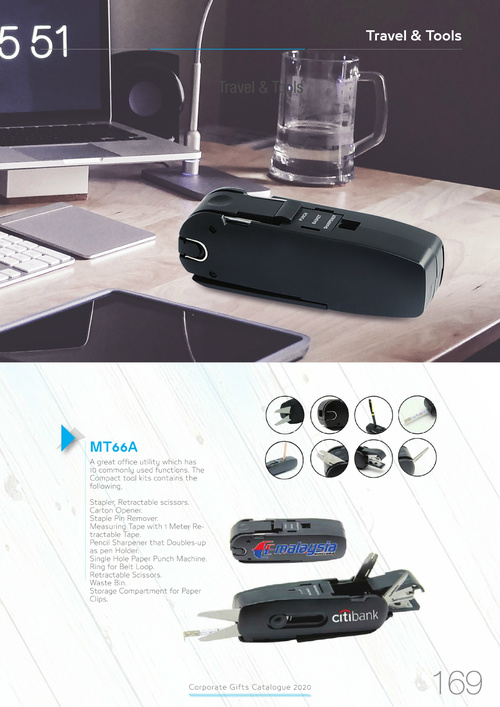 5 51
Travel & Tools
Travel & Tools
PUNCH
BASKET
SHARPENER
MT66A
A great office utility which has
10 commonly used functions. The
Compact tool kits contains the
following,
Stapler, Retractable scissors.
Carton Opener.
Staple Pin Remover.
Measuring Tape with 1 Meter Re-
tractable Tape.
Pencil Sharpener that Doubles-up
as pen Holder.
Single Hole Paper Punch Machine.
Ring for Belt Loop.
Retractable Scissors.
Waste Bin.
Storage Compartment for Paper
Clips.
malaysia
citibank
Corporate Gifts Catalogue 2020
169